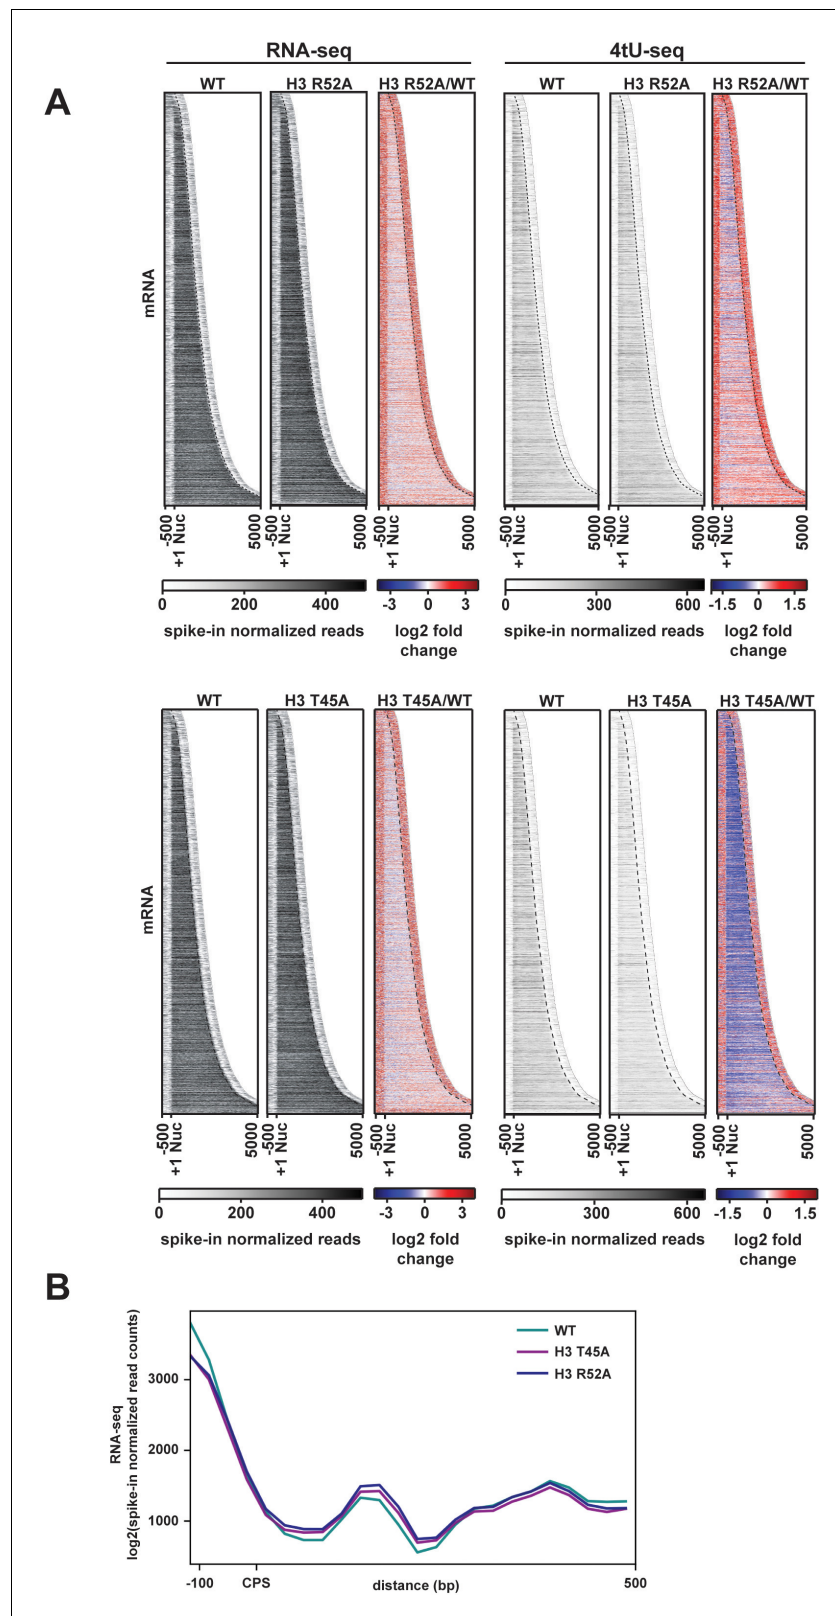 RNA-seq 4tU-seq
A
WT H3 R52A H3 R52A/WT WT H3 R52A H3 R52A/WT
mRNA
-500 +1 Nuc 5000 -500 +1 Nuc 5000 -500 +1 Nuc 5000 -500 +1 Nuc 5000 -500 +1 Nuc 5000 -500 +1 Nuc 5000
0 200 400 -3 0 3 0 300 600 -1.5 0 1.5
spike-in normalized reads log2 fold change spike-in normalized reads log2 fold change
WT H3 T45A H3 T45A/WT WT H3 T45A H3 T45A/WT
mRNA
-500 +1 Nuc 5000 -500 +1 Nuc 5000 -500 +1 Nuc 5000 -500 +1 Nuc 5000 -500 +1 Nuc 5000 -500 +1 Nuc 5000
0 200 400 -3 0 3 0 300 600 -1.5 0 1.5
spike-in normalized reads log2 fold change spike-in normalized reads log2 fold change
B
RNA-seq
log2(spike-in normalized read counts)
WT
H3 T45A
H3 R52A
3000
2000
1000
-100 CPS distance (bp) 500